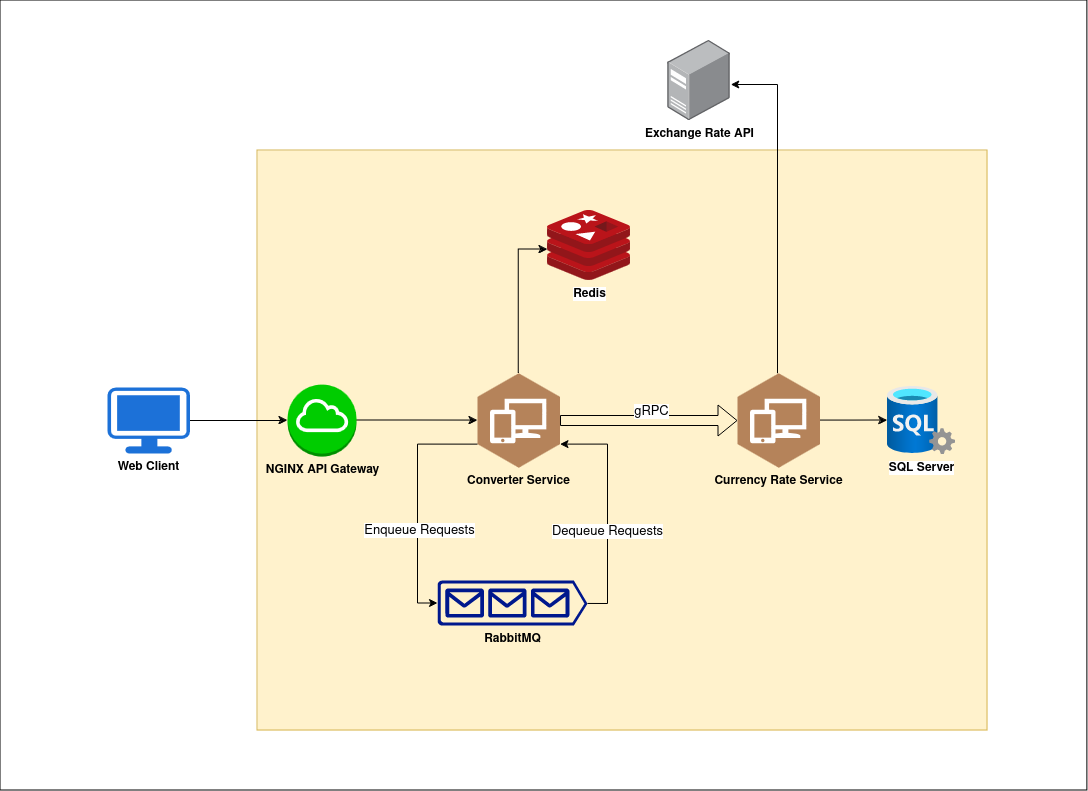 Exchange Rate API
Redis
gRPC
SQL
Web Client
NGINX API Gateway
Converter Service
Currency Rate Service
SQL Server
Enqueue Requests
Dequeue Requests
RabbitMQ